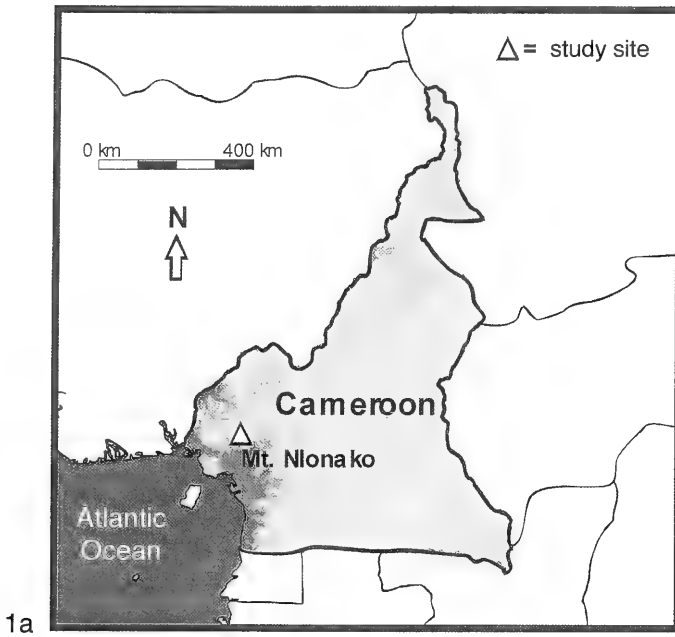 △ = study site
0 km 400 km
N
Cameroon
Mt. Nlonako
Atlantic
Ocean
1a